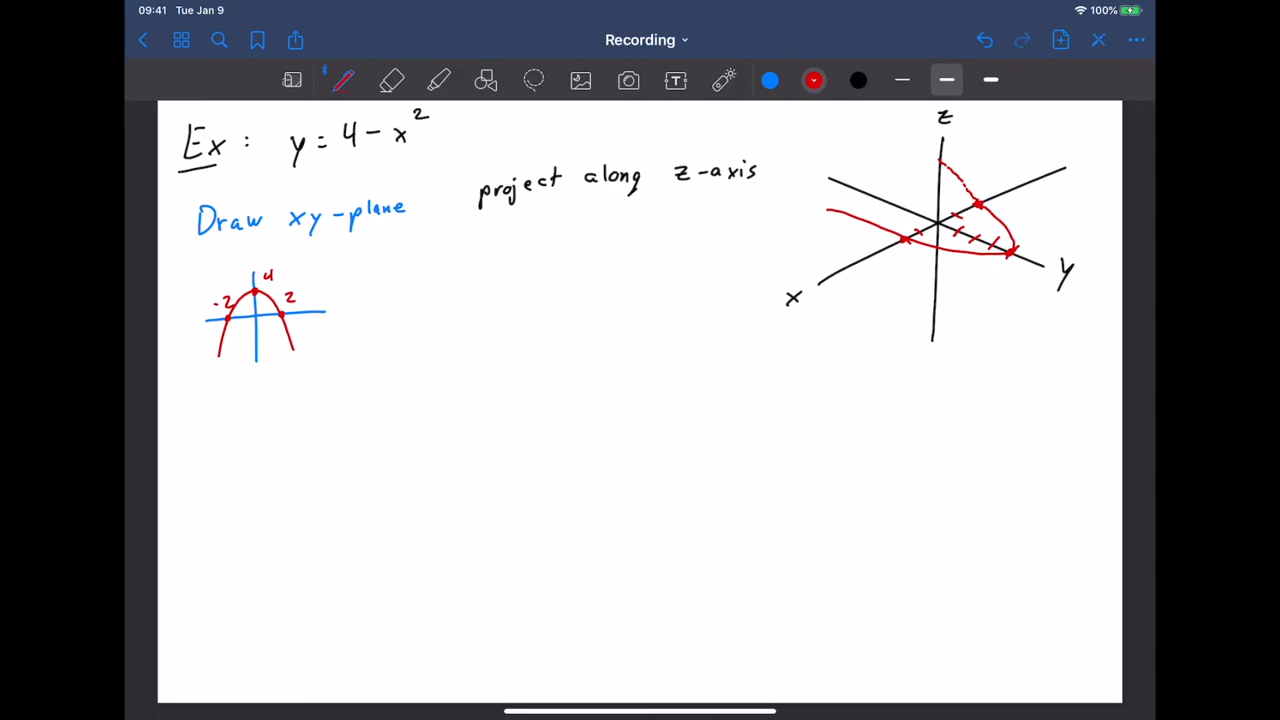 09:41 Tue Jan 9
100%
Recording
Ex: y = 4 - x²
project along z-axis
Draw xy-plane
4
-2
2
z
y
x